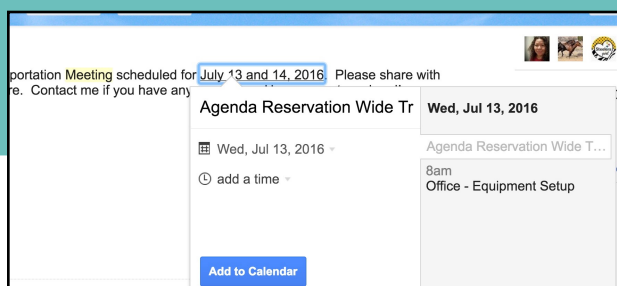 portation Meeting scheduled for July 13 and 14, 2016. Please share with
re. Contact me if you have any
Agenda Reservation Wide Tr
Wed, Jul 13, 2016
add a time
Add to Calendar
Wed, Jul 13, 2016
Agenda Reservation Wide T...
8am
Office - Equipment Setup